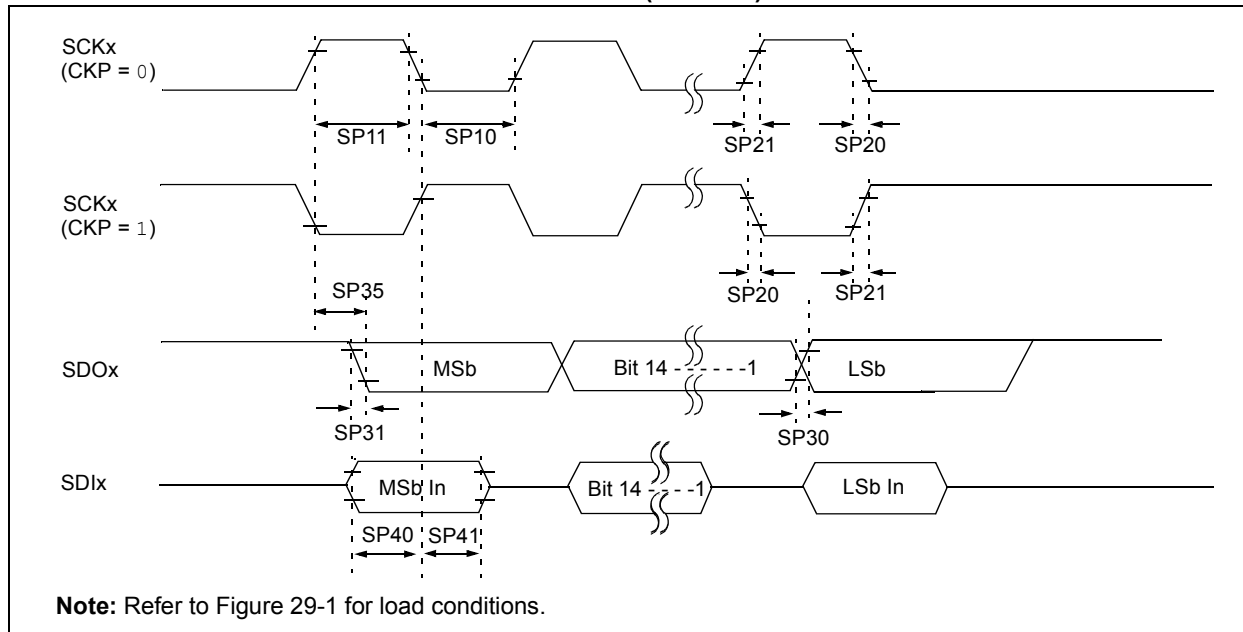 SCKx
(CKP = 0)
SP11
SP10
SP21
SP20
SCKx
(CKP = 1)
SP35
SP20
SP21
SDOx
MSb
Bit 14 - - - - - -1
LSb
SP31
SP30
SDIx
MSb In
Bit 14 - - - -1
LSb In
SP40
SP41
Note: Refer to Figure 29-1 for load conditions.